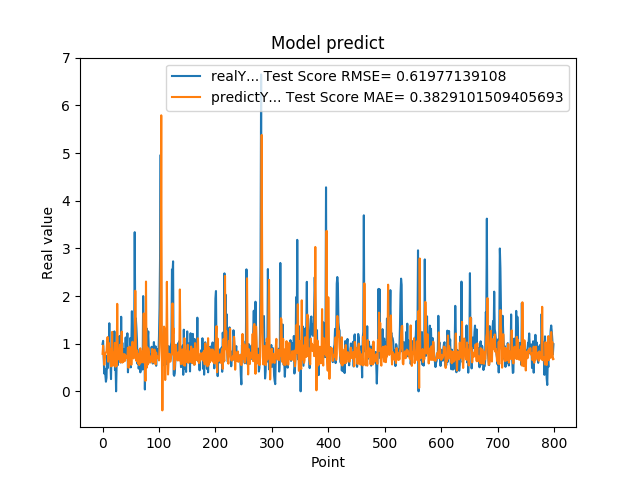 Model predict
realY... Test Score RMSE= 0.61977139108
predictY... Test Score MAE= 0.3829101509405693
7
6
5
4
3
2
1
0
Real value
0 100 200 300 400 500 600 700 800
Point